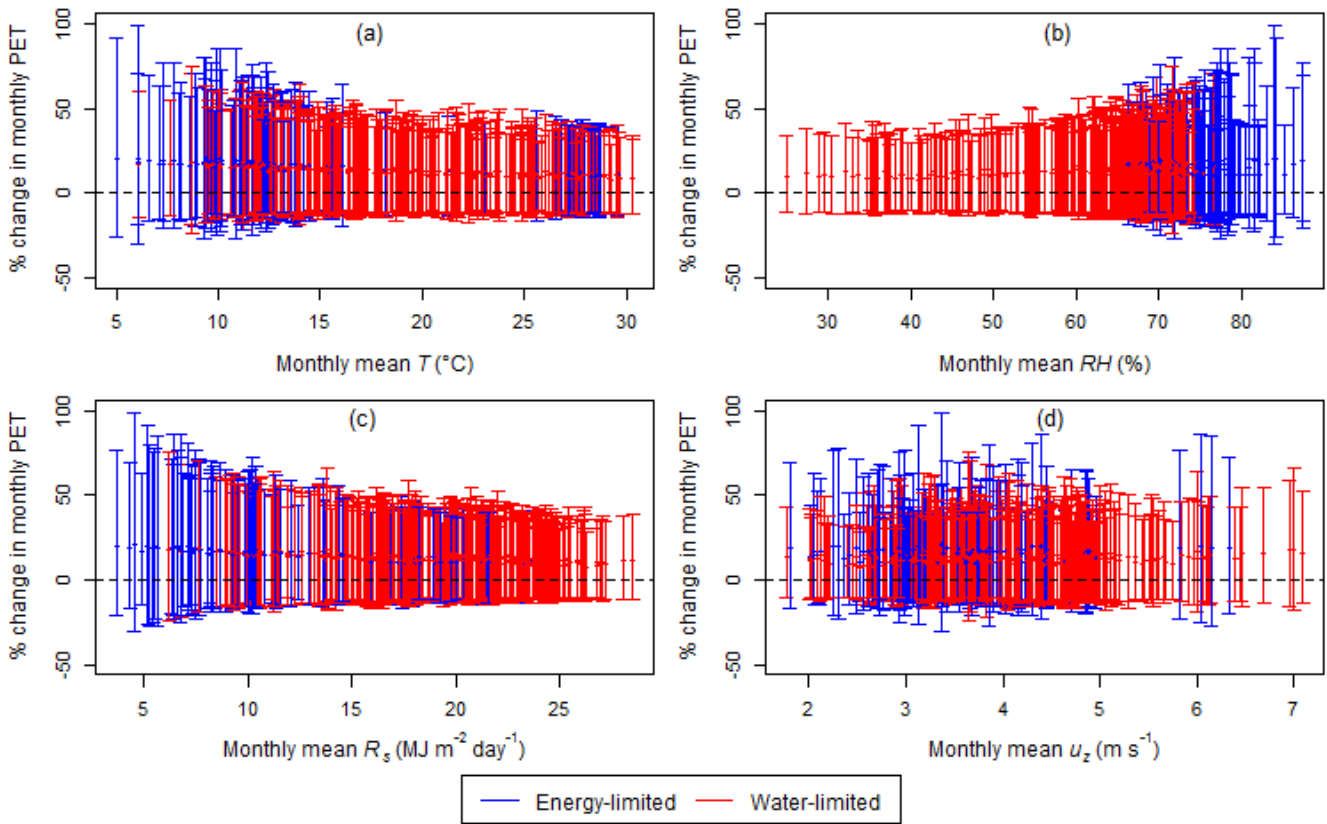 (a)
% change in monthly PET
100
50
0
-50
5 10 15 20 25 30
Monthly mean T (°C)
(b)
% change in monthly PET
100
50
0
-50
30 40 50 60 70 80
Monthly mean RH (%)
(c)
% change in monthly PET
100
50
0
-50
5 10 15 20 25
Monthly mean Rₛ (MJ m⁻² day⁻¹)
(d)
% change in monthly PET
100
50
0
-50
2 3 4 5 6 7
Monthly mean u_z (m s⁻¹)
Energy-limited Water-limited